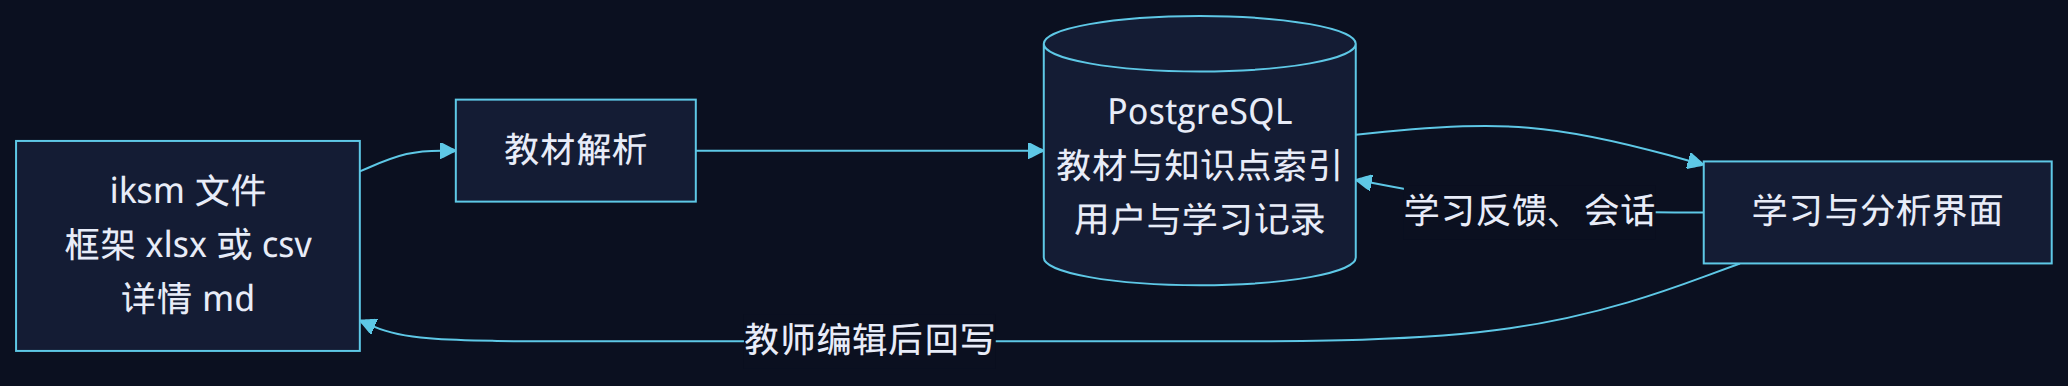 iksm 文件
框架 xlsx 或 csv
详情 md
教材解析
PostgreSQL
教材与知识点索引
用户与学习记录
学习反馈、会话
学习与分析界面
教师编辑后回写